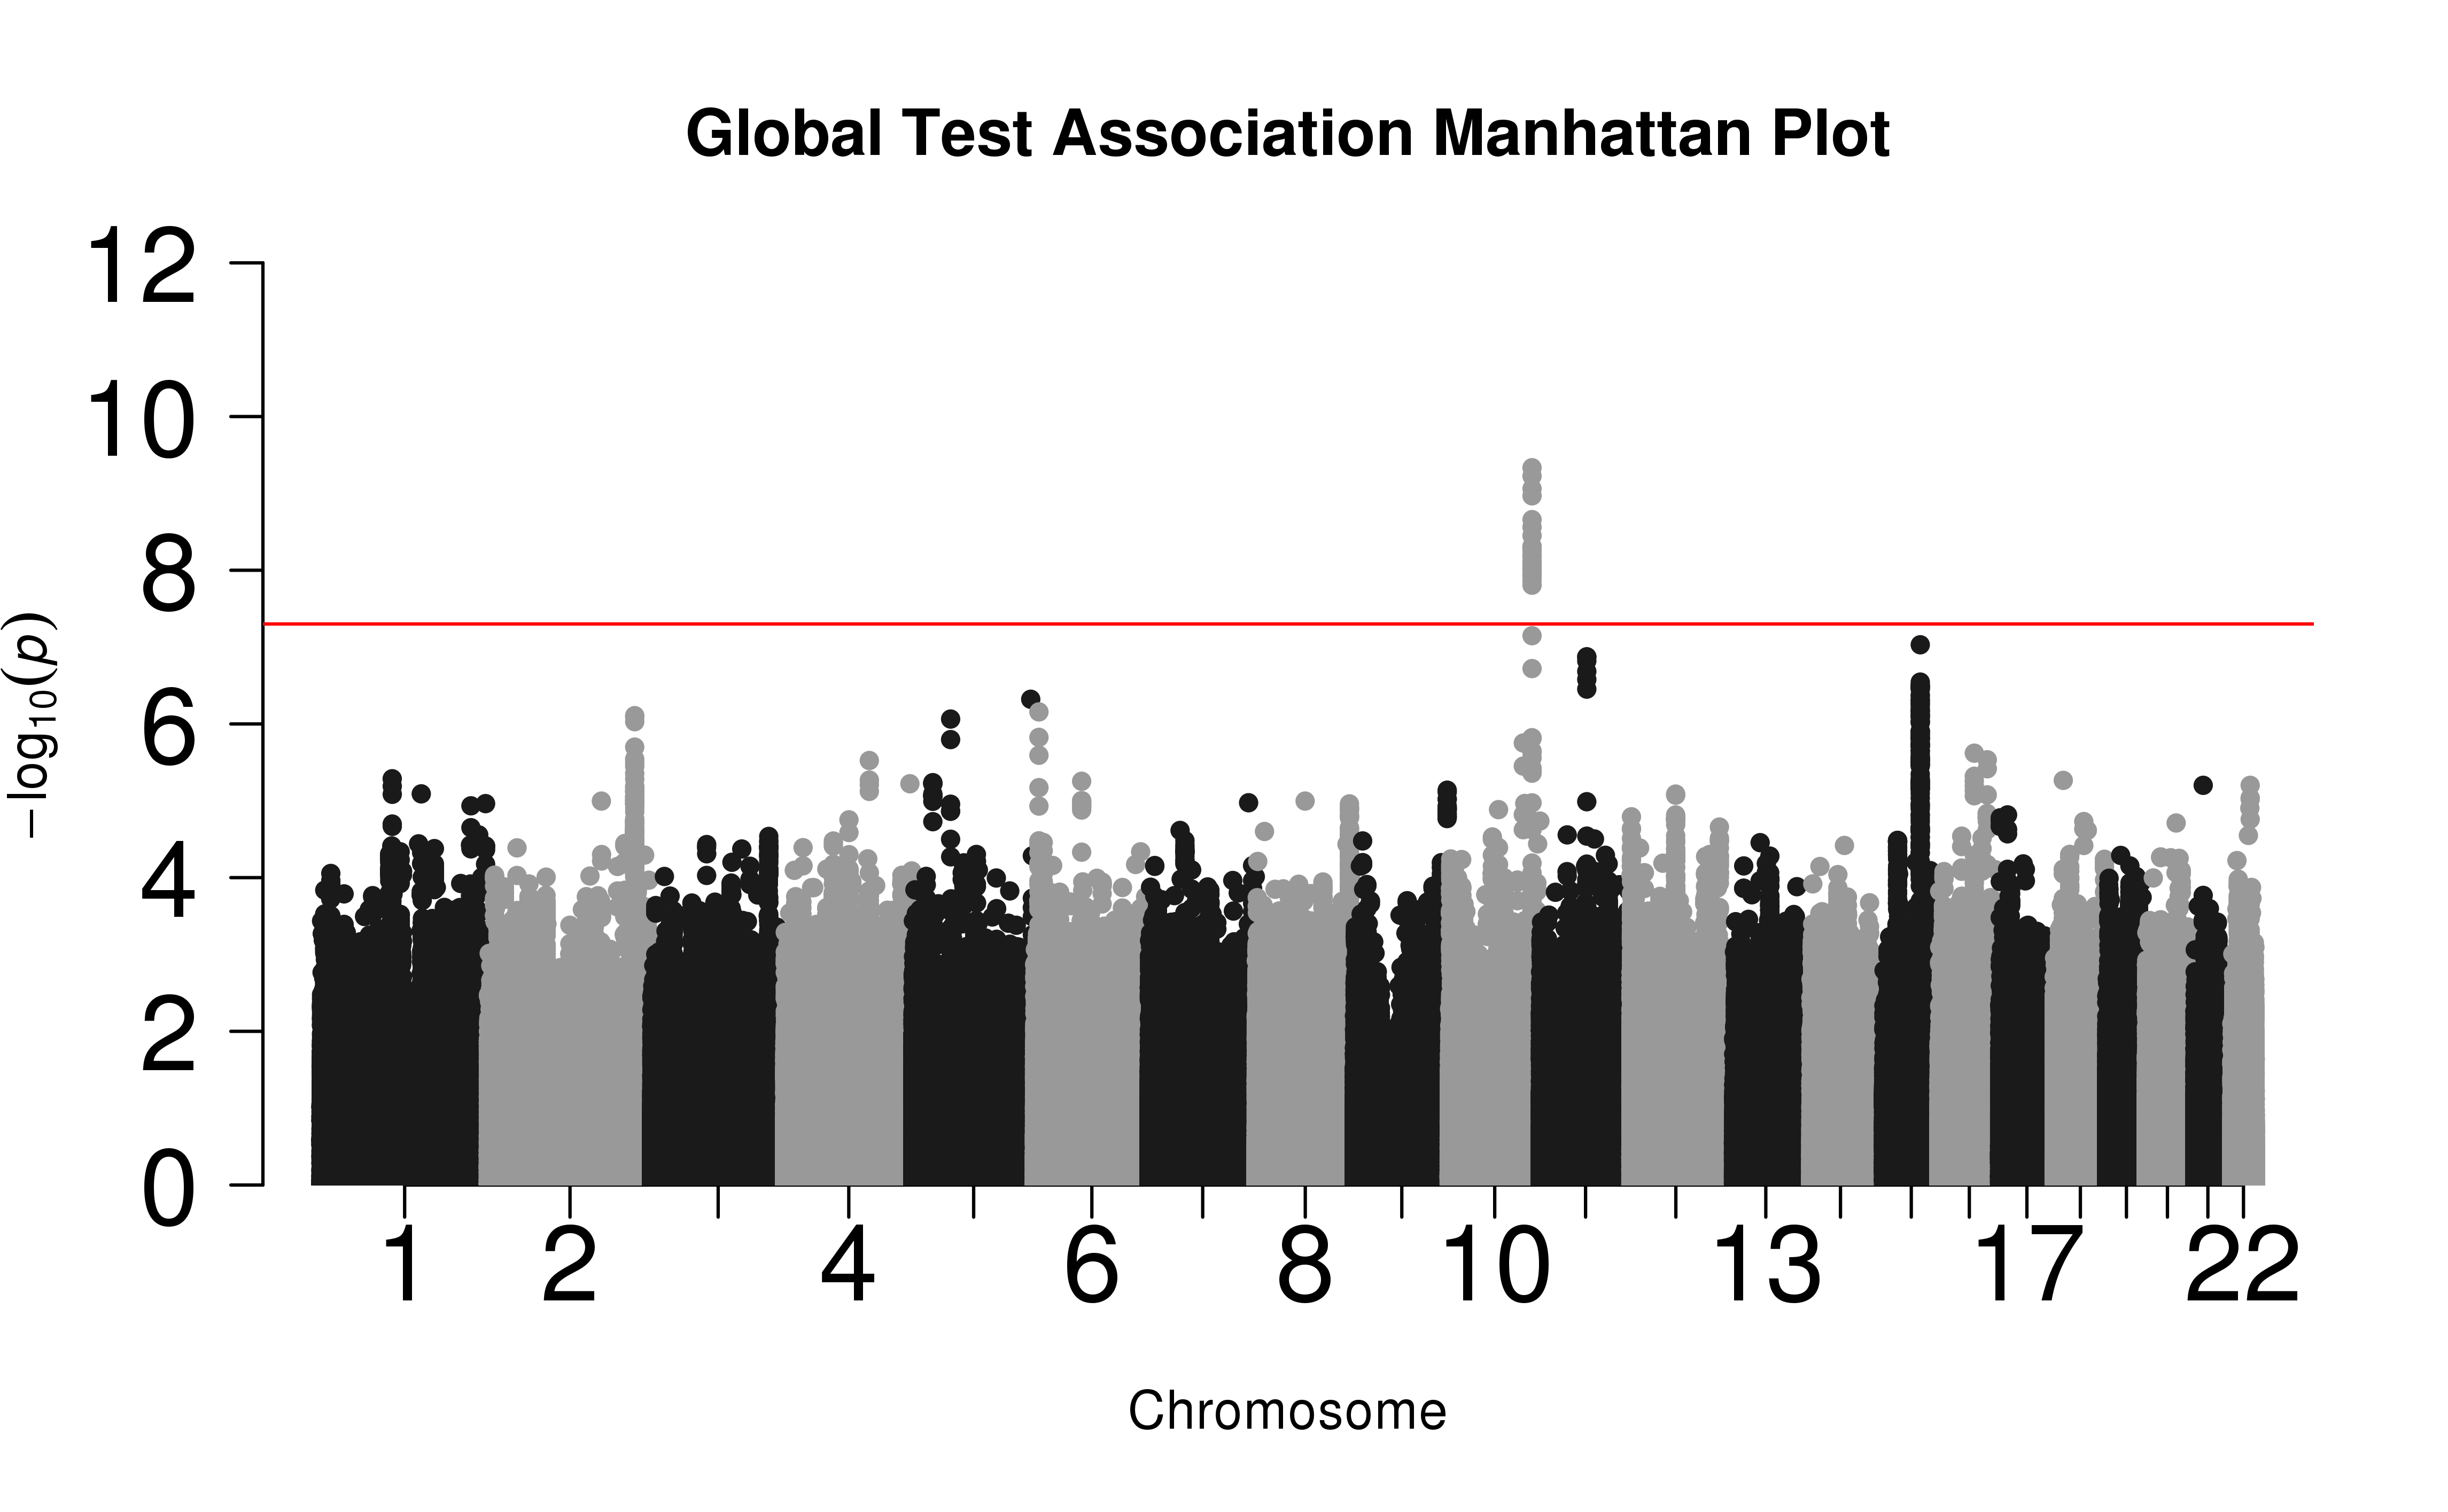 Global Test Association Manhattan Plot
12
10
8
6
4
2
0
−log10(p)
1 2 4 6 8 10 13 17 22
Chromosome